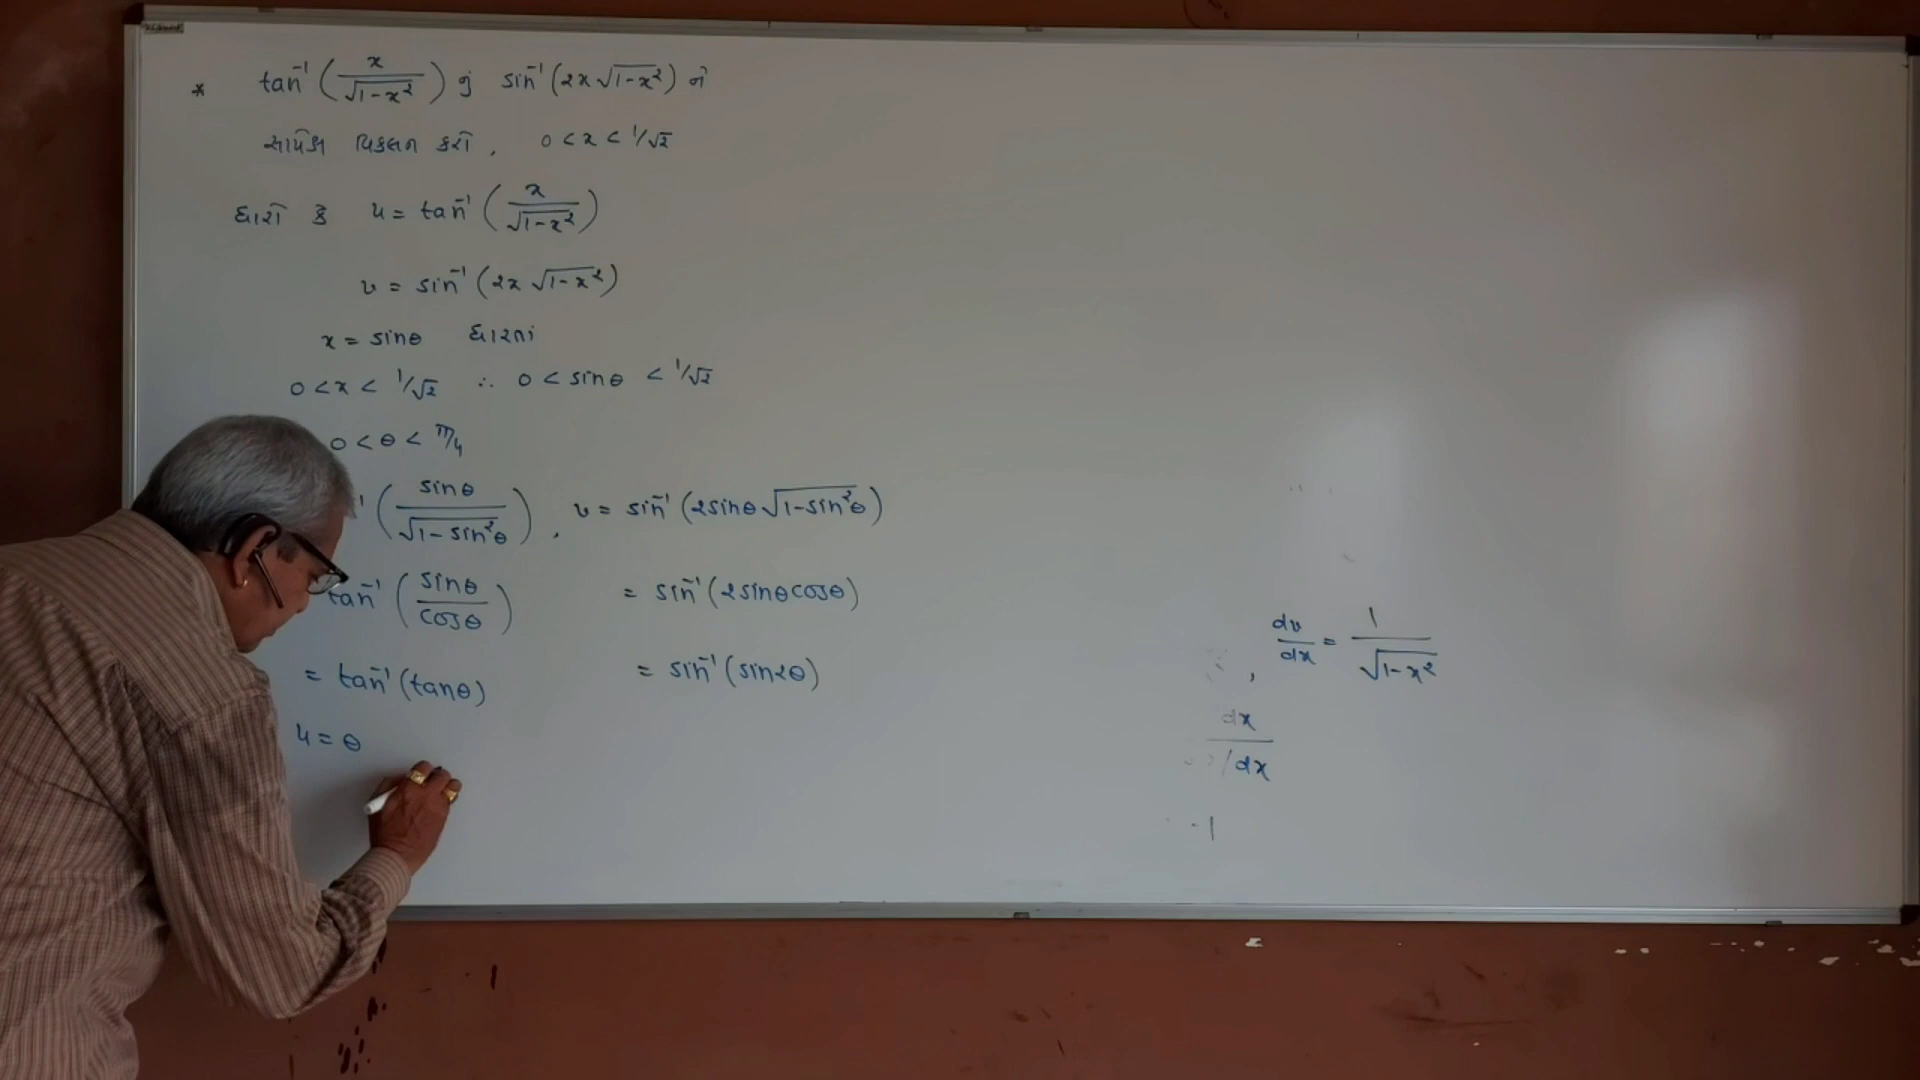 * tan⁻¹ (x/√(1-x²)) નું sin⁻¹ (2x√(1-x²)) ને
સાપેક્ષ વિકલન કરો, 0 < x < 1/√2
ધારો કે u = tan⁻¹ (x/√(1-x²))
v = sin⁻¹ (2x √(1-x²))
x = sinθ ધારતાં
0 < x < 1/√2 ∴ 0 < sinθ < 1/√2
0 < θ < π/4
⁻¹ (sinθ/√(1-sin²θ)), v = sin⁻¹ (2sinθ√(1-sin²θ))
tan⁻¹ (sinθ/cosθ) = sin⁻¹ (2sinθcosθ)
= tan⁻¹ (tanθ) = sin⁻¹ (sin2θ)
u = θ
, dv/dx = 1/√(1-x²)
dx
/dx
-1